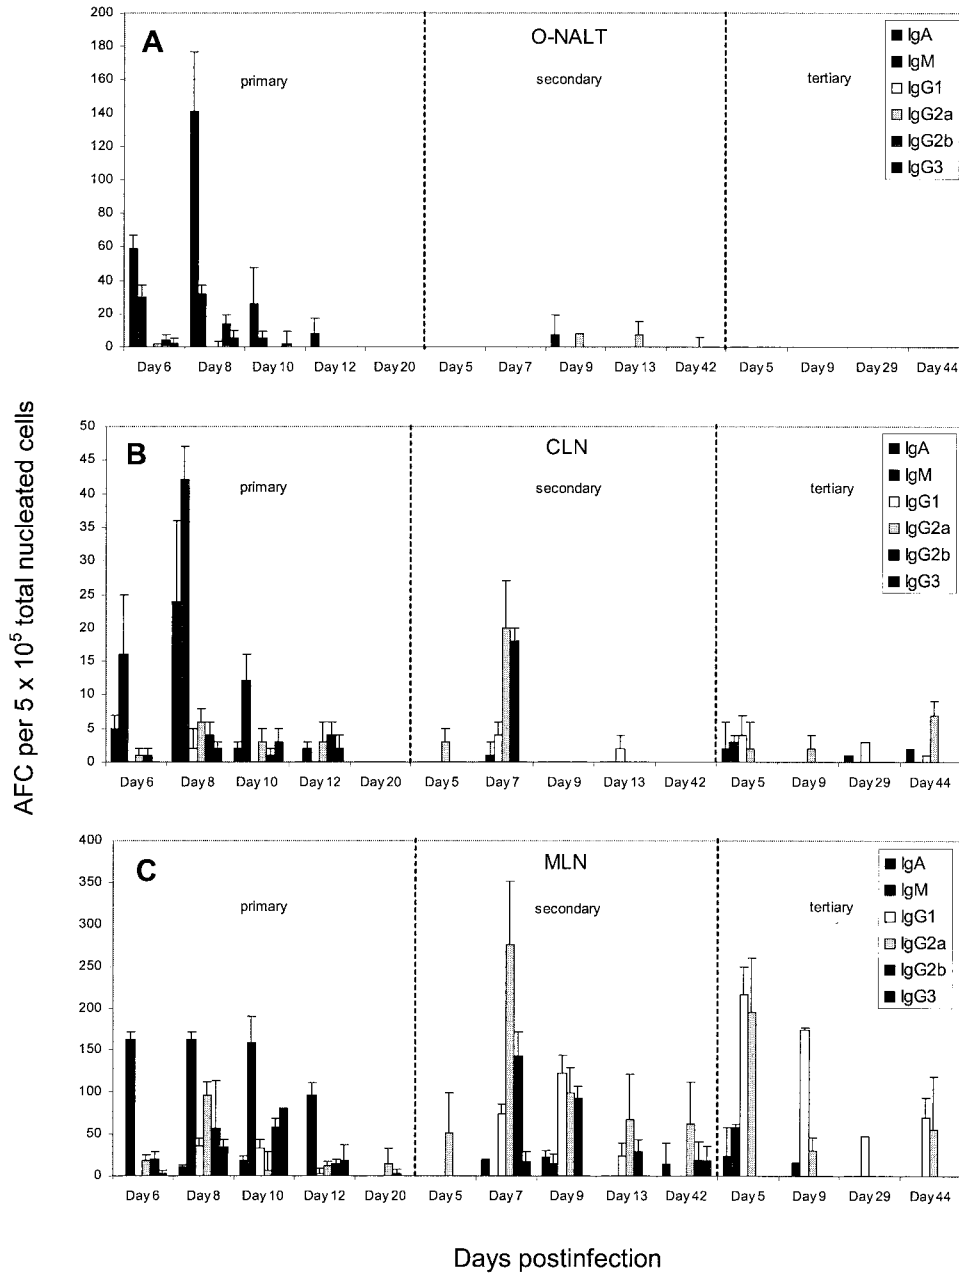 AFC per 5 x 10⁵ total nucleated cells
A
O-NALT
primary
secondary
tertiary
IgA
IgM
IgG1
IgG2a
IgG2b
IgG3
200
180
160
140
120
100
80
60
40
20
0
Day 6 Day 8 Day 10 Day 12 Day 20 Day 5 Day 7 Day 9 Day 13 Day 42 Day 5 Day 9 Day 29 Day 44
B
CLN
primary
secondary
tertiary
IgA
IgM
IgG1
IgG2a
IgG2b
IgG3
50
45
40
35
30
25
20
15
10
5
0
Day 6 Day 8 Day 10 Day 12 Day 20 Day 5 Day 7 Day 9 Day 13 Day 42 Day 5 Day 9 Day 29 Day 44
C
MLN
primary
secondary
tertiary
IgA
IgM
IgG1
IgG2a
IgG2b
IgG3
400
350
300
250
200
150
100
50
0
Day 6 Day 8 Day 10 Day 12 Day 20 Day 5 Day 7 Day 9 Day 13 Day 42 Day 5 Day 9 Day 29 Day 44
Days postinfection